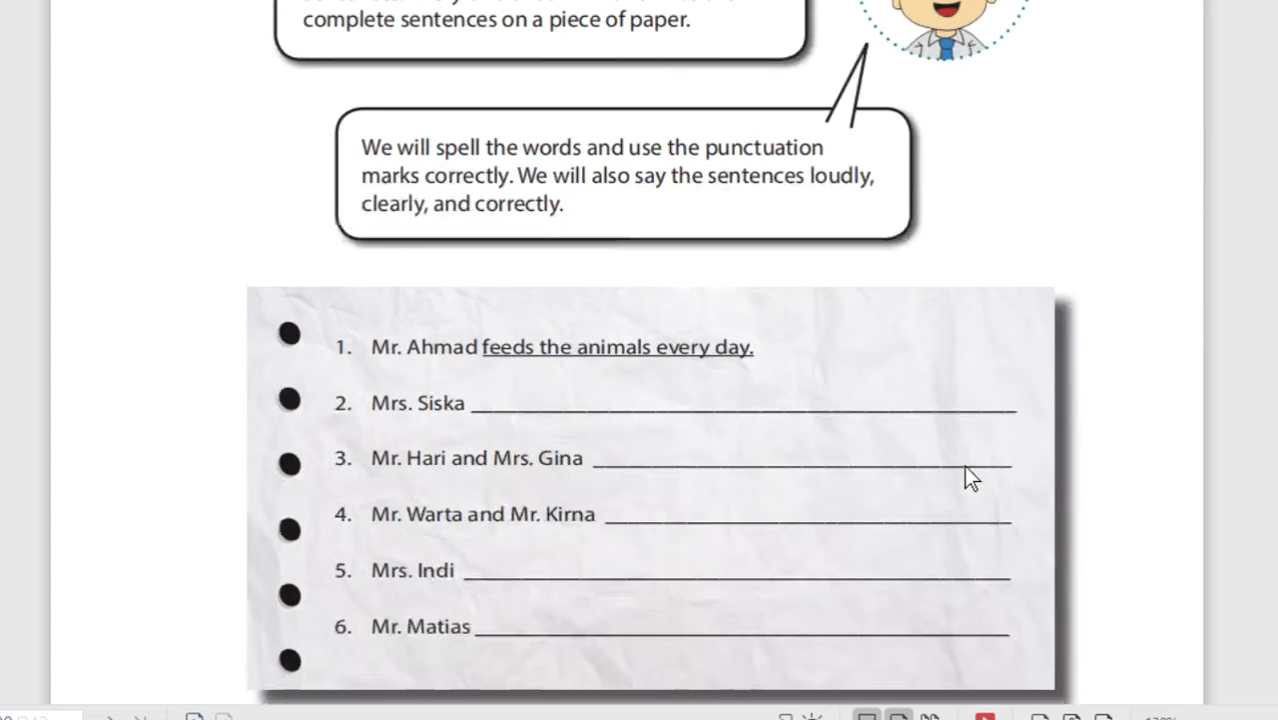 complete sentences on a piece of paper.
We will spell the words and use the punctuation
marks correctly. We will also say the sentences loudly,
clearly, and correctly.
1. Mr. Ahmad feeds the animals every day.
2. Mrs. Siska
3. Mr. Hari and Mrs. Gina
4. Mr. Warta and Mr. Kirna
5. Mrs. Indi
6. Mr. Matias